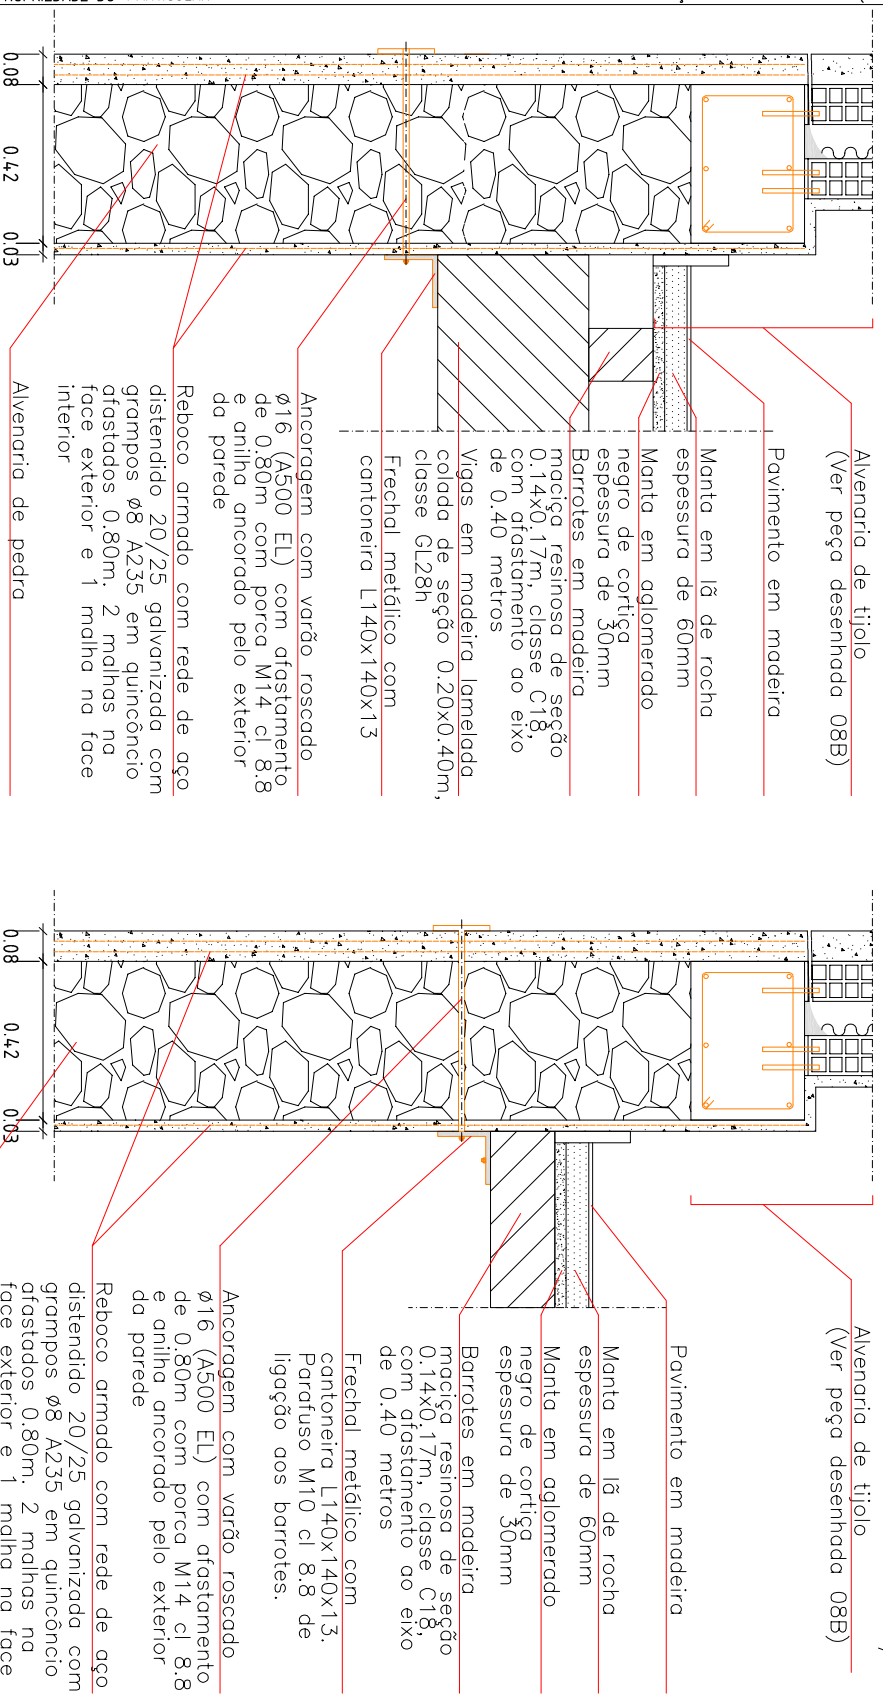 Alvenaria de tijolo
(Ver peça desenhada 08B)
Pavimento em madeira
Manta em lã de rocha
espessura de 60mm
Manta em aglomerado
negro de cortiça
espessura de 30mm
Barrotes em madeira
maciça resinosa de seção
0.14x0.17m, classe C18,
com afastamento ao eixo
de 0.40 metros
Vigas em madeira lamelada
colada de seção 0.20x0.40m,
classe GL28h
Frechal metálico com
cantoneira L140x140x13
Ancoragem com varão roscado
ø16 (A500 EL) com afastamento
de 0.80m com porca M14 cl 8.8
e anilha ancorado pelo exterior
da parede
Reboco armado com rede de aço
distendido 20/25 galvanizada com
grampos ø8 A235 em quincôncio
afastados 0.80m. 2 malhas na
face exterior e 1 malha na face
interior
Alvenaria de pedra
0.08
0.42
0.03
Alvenaria de tijolo
(Ver peça desenhada 08B)
Pavimento em madeira
Manta em lã de rocha
espessura de 60mm
Manta em aglomerado
negro de cortiça
espessura de 30mm
Barrotes em madeira
maciça resinosa de seção
0.14x0.17m, classe C18,
com afastamento ao eixo
de 0.40 metros
Frechal metálico com
cantoneira L140x140x13.
Parafuso M10 cl 8.8 de
ligação aos barrotes.
Ancoragem com varão roscado
ø16 (A500 EL) com afastamento
de 0.80m com porca M14 cl 8.8
e anilha ancorado pelo exterior
da parede
Reboco armado com rede de aço
distendido 20/25 galvanizada com
grampos ø8 A235 em quincôncio
afastados 0.80m. 2 malhas na
face exterior e 1 malha na face
0.08
0.42
0.03